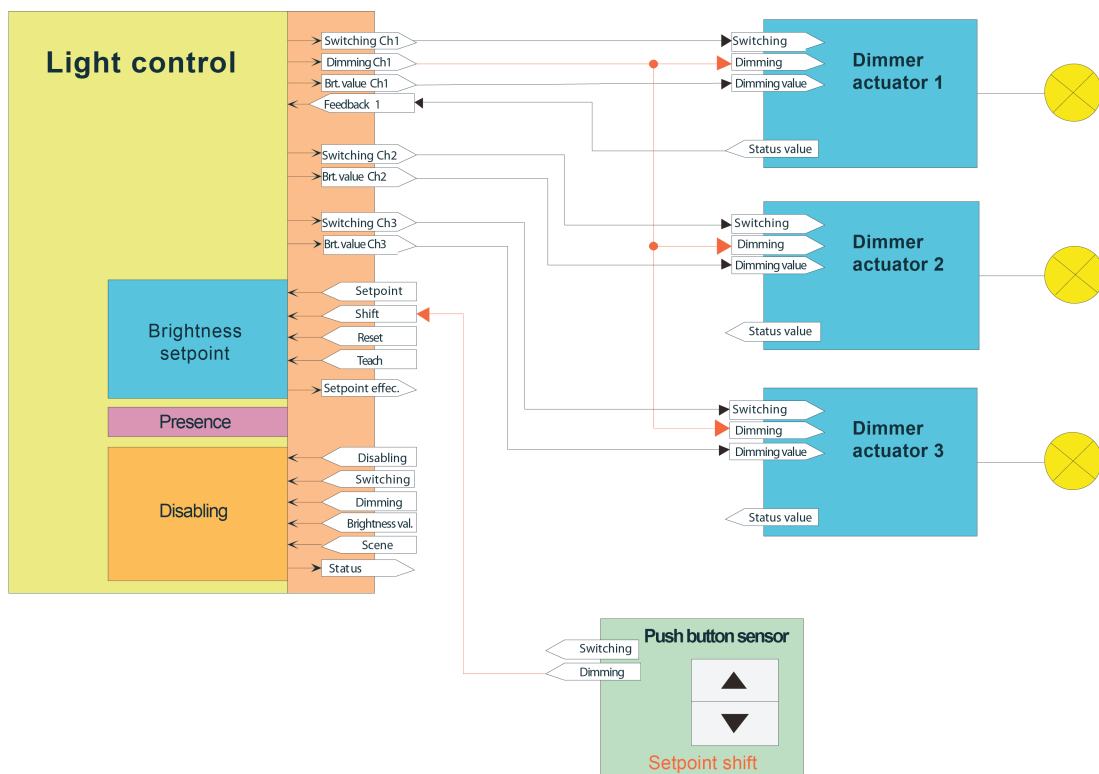 Light control
Switching Ch1
Dimming Ch1
Brt. value Ch1
Feedback 1
Switching Ch2
Brt. value Ch2
Switching Ch3
Brt. value Ch3
Brightness
setpoint
Setpoint
Shift
Reset
Teach
Setpoint effec.
Presence
Disabling
Disabling
Switching
Dimming
Brightness val.
Scene
Status
Switching
Dimming
Dimming value
Status value
Dimmer
actuator 1
Switching
Dimming
Dimming value
Status value
Dimmer
actuator 2
Switching
Dimming
Dimming value
Status value
Dimmer
actuator 3
Push button sensor
Switching
Dimming
Setpoint shift